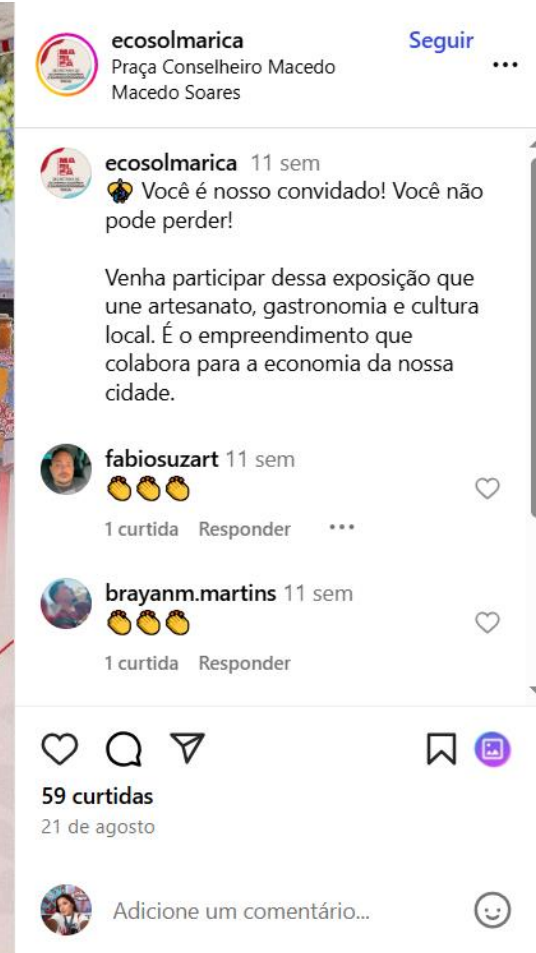 ecosolmarica Seguir
Praça Conselheiro Macedo
Macedo Soares
ecosolmarica 11 sem
Você é nosso convidado! Você não
pode perder!
Venha participar dessa exposição que
une artesanato, gastronomia e cultura
local. É o empreendimento que
colabora para a economia da nossa
cidade.
fabiosuzart 11 sem
👏👏👏
1 curtida Responder
brayanm.martins 11 sem
👏👏👏
1 curtida Responder
59 curtidas
21 de agosto
Adicione um comentário...